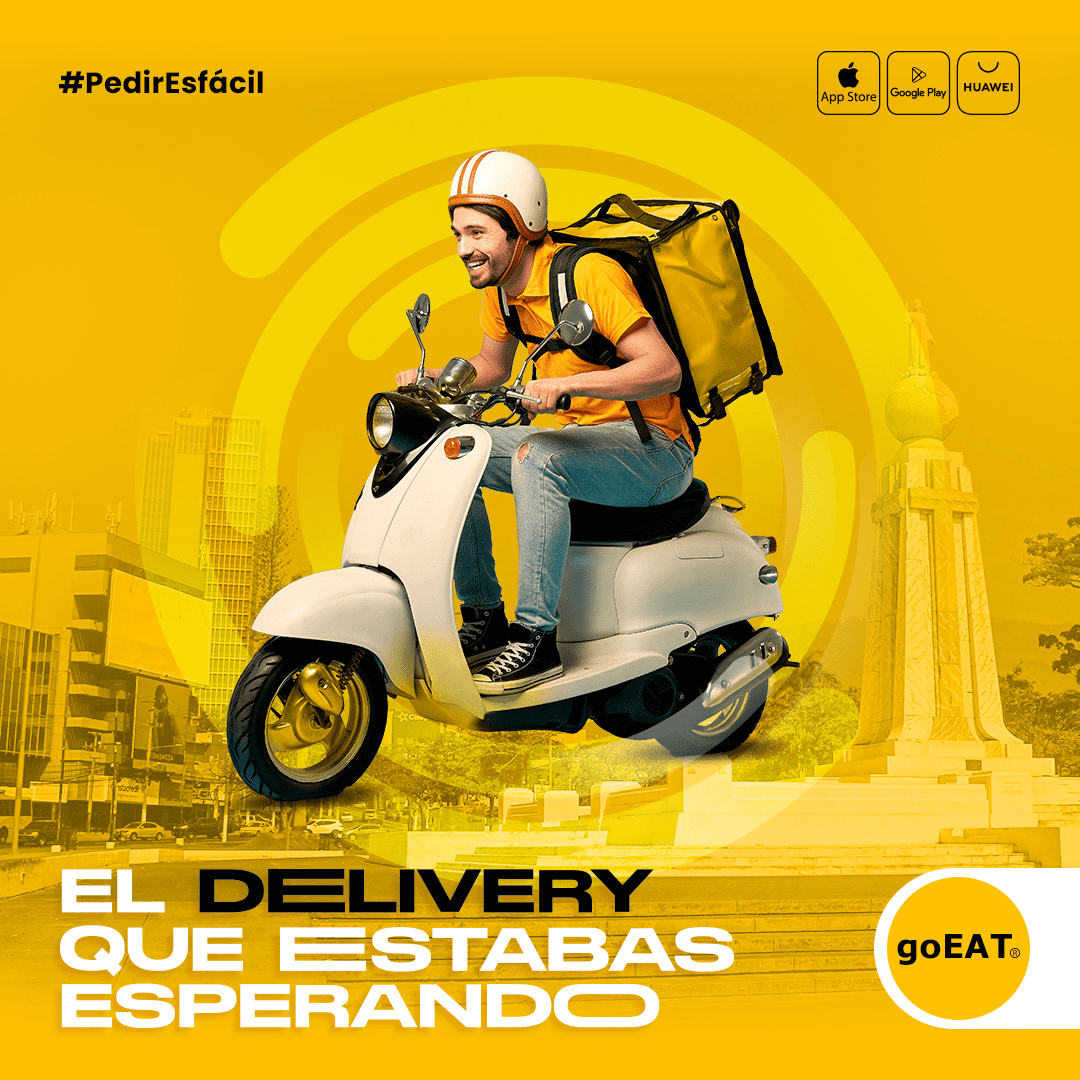 #PedirEsfácil
App Store
Google Play
HUAWEI
EL DELIVERY
QUE ESTABAS
ESPERANDO
goEAT®